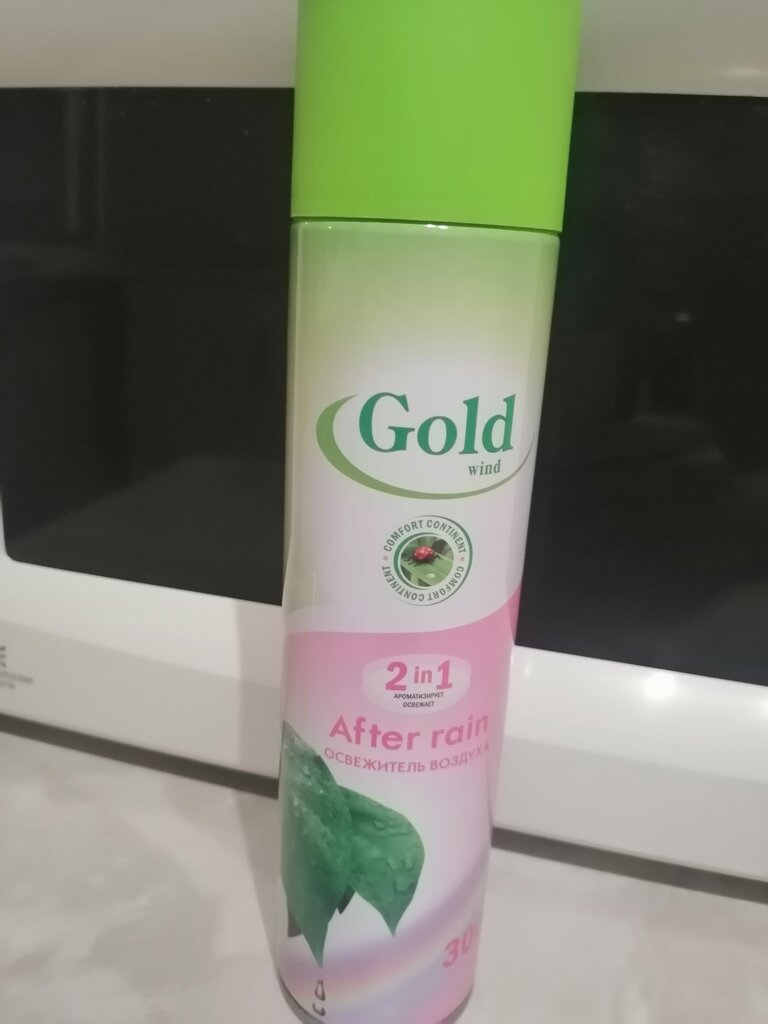 Gold
wind
COMFORT CONTINENT
COMFORT CONTINENT
2 in 1
АРОМАТИЗИРУЕТ
ОСВЕЖАЕТ
After rain
ОСВЕЖИТЕЛЬ ВОЗДУХА